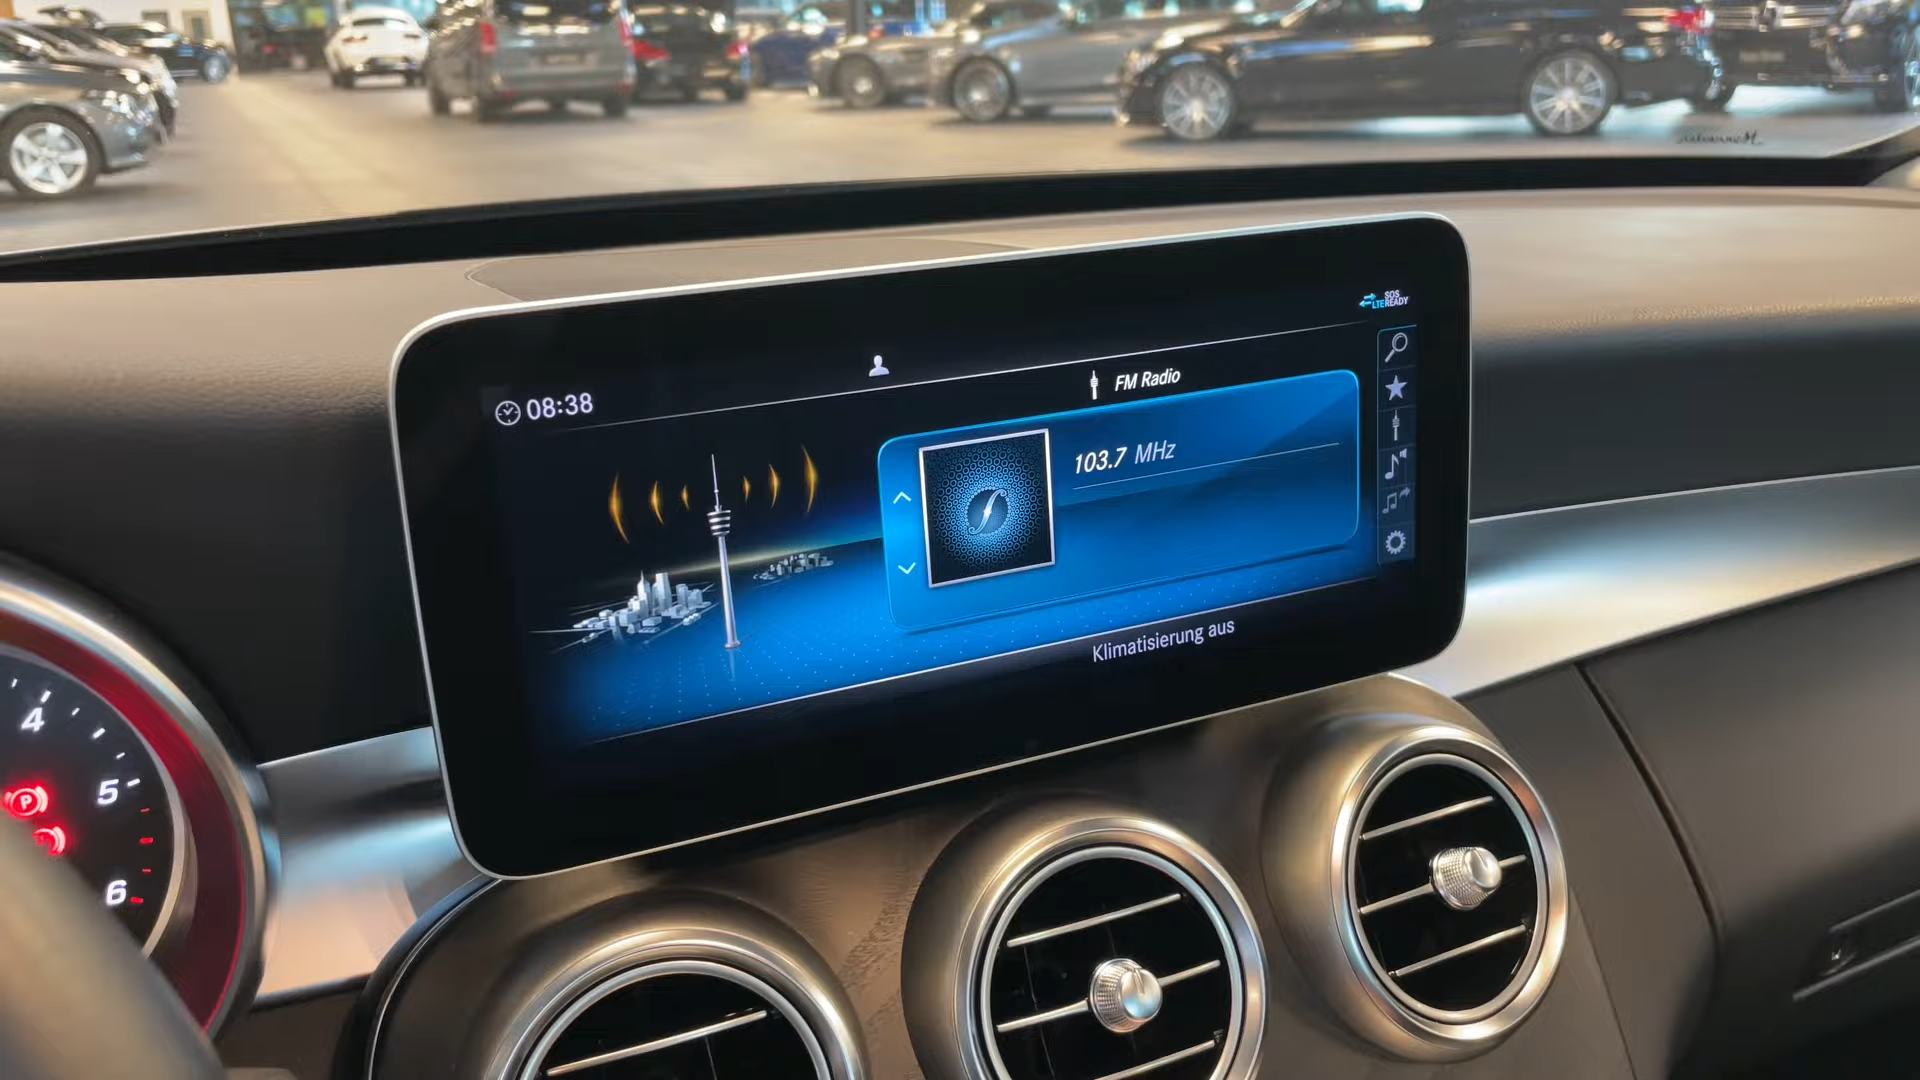 SOS
LTE READY
08:38
FM Radio
103.7 MHz
Klimatisierung aus
4
5
P
6